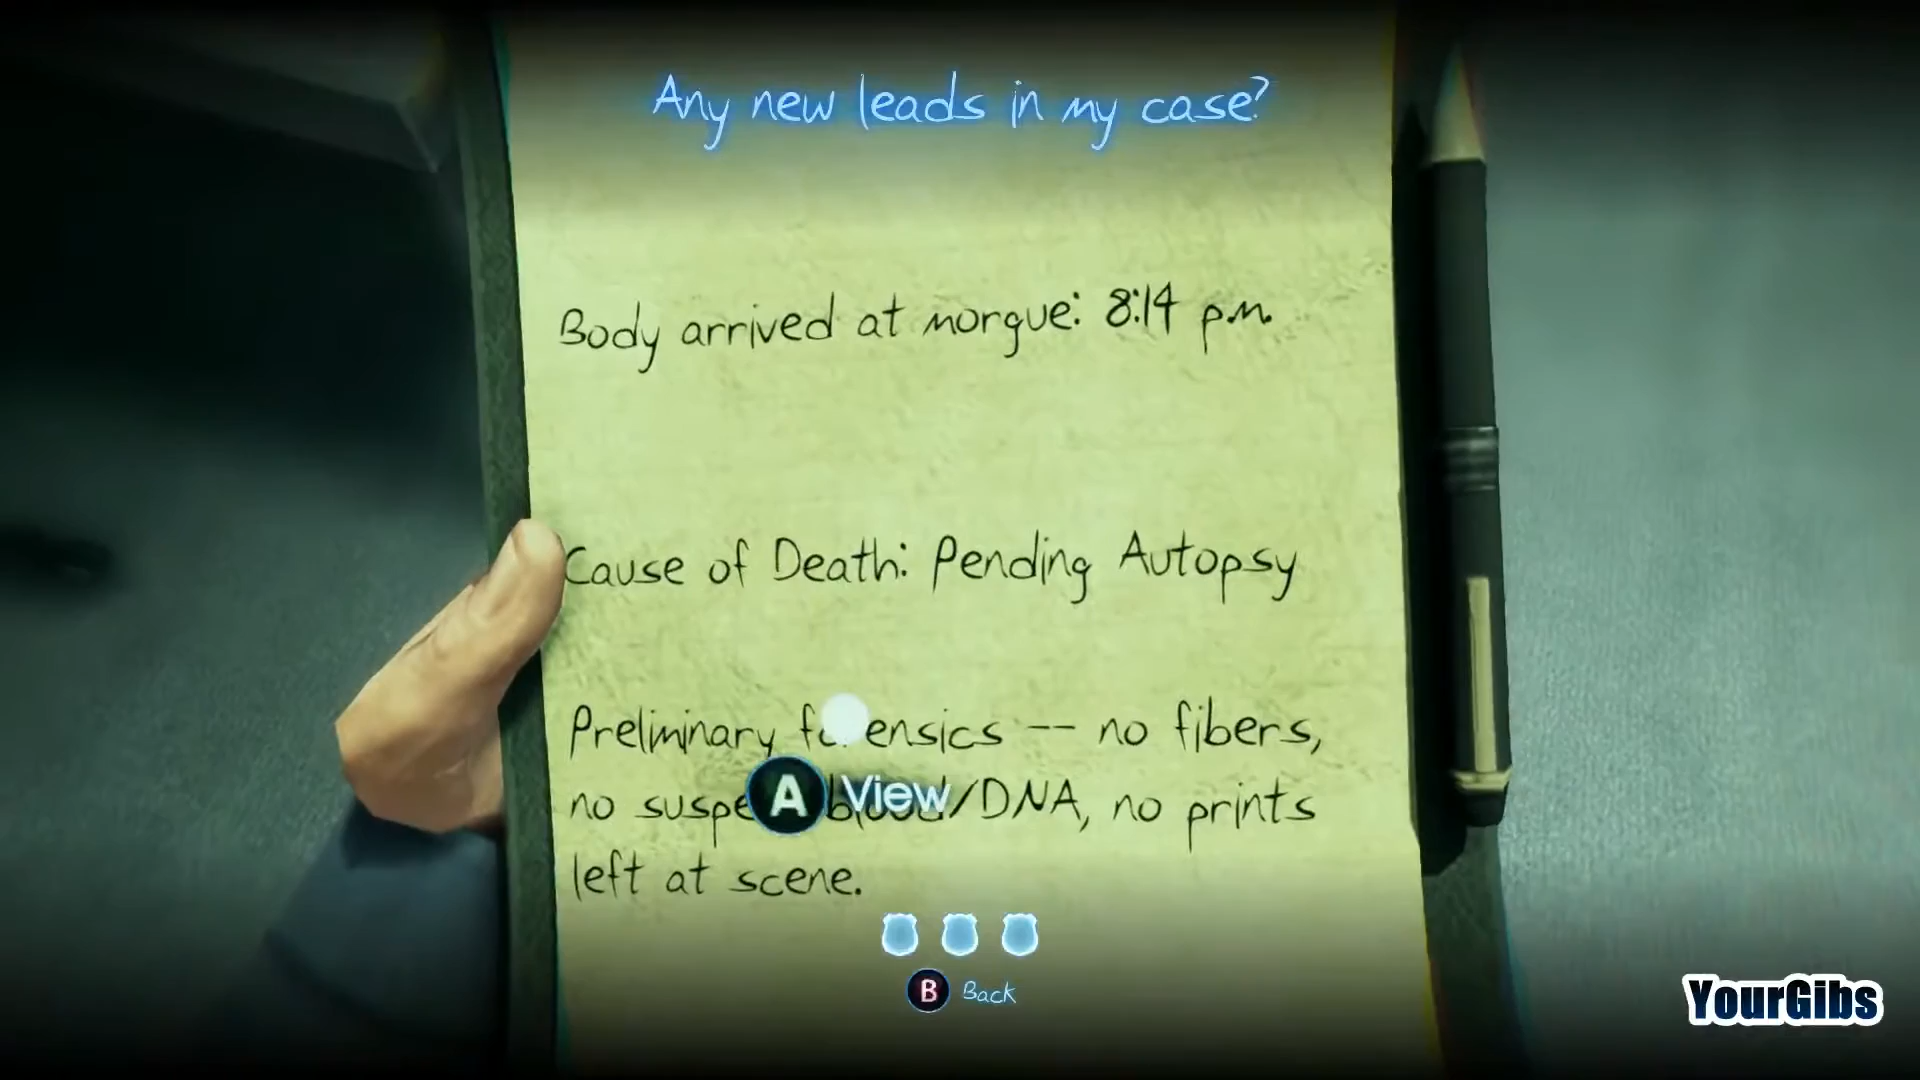 Any new leads in my case?
Body arrived at morgue: 8:14 p.m.
Cause of Death: Pending Autopsy
Preliminary ensics -- no fibers,
no /DNA, no prints
A View
left at scene.
B Back
YourGibs